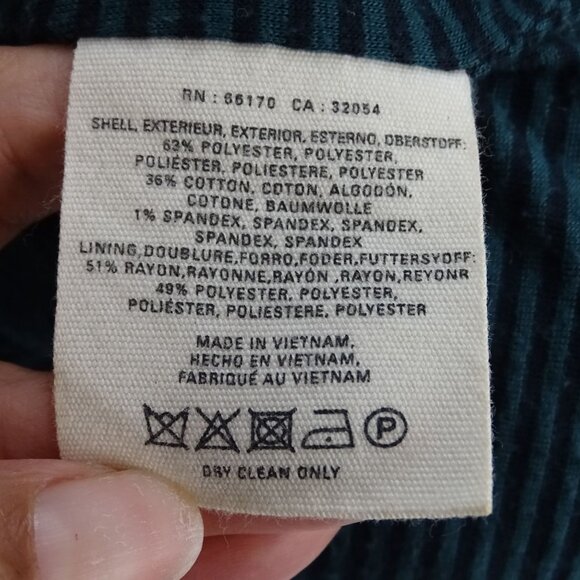 RN : 66170 CA : 32054
SHELL, EXTERIEUR, EXTERIOR, ESTERNO, OBERSTOFF:
63% POLYESTER, POLYESTER,
POLIÉSTER, POLIESTERE, POLYESTER
36% COTTON, COTON, ALGODÓN,
COTONE, BAUMWOLLE
1% SPANDEX, SPANDEX, SPANDEX,
SPANDEX, SPANDEX
LINING,DOUBLURE,FORRO,FODER,FUTTERSYOFF:
51% RAYON,RAYONNE,RAYÓN ,RAYON,REYONR
49% POLYESTER, POLYESTER,
POLIÉSTER, POLIESTERE, POLYESTER
MADE IN VIETNAM,
HECHO EN VIETNAM,
FABRIQUÉ AU VIETNAM
P
DRY CLEAN ONLY